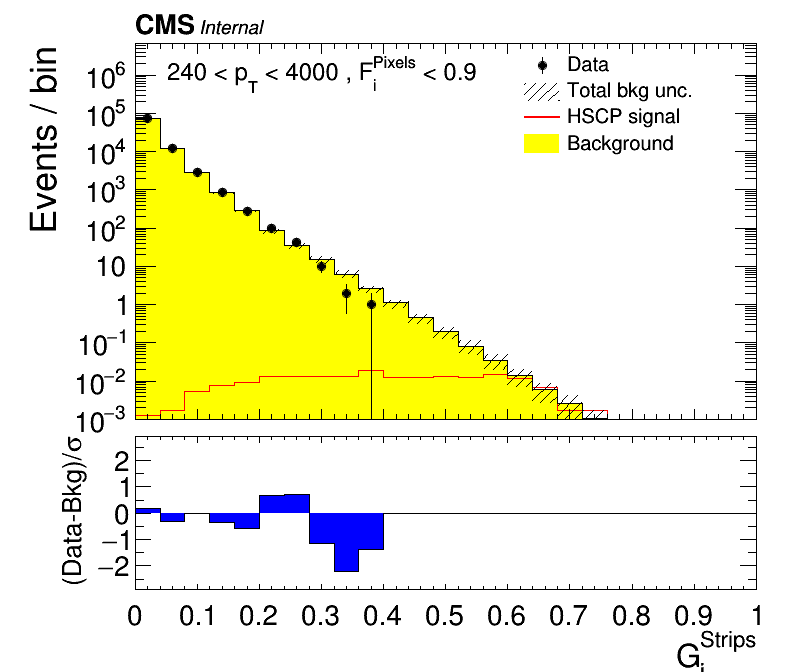 CMS Internal
240 < p_T < 4000 , F_i^Pixels < 0.9
Data
Total bkg unc.
HSCP signal
Background
Events / bin
10^6
10^5
10^4
10^3
10^2
10
1
10^−1
10^−2
10^−3
(Data-Bkg)/σ
2
1
0
−1
−2
0 0.1 0.2 0.3 0.4 0.5 0.6 0.7 0.8 0.9 1
G_i^Strips